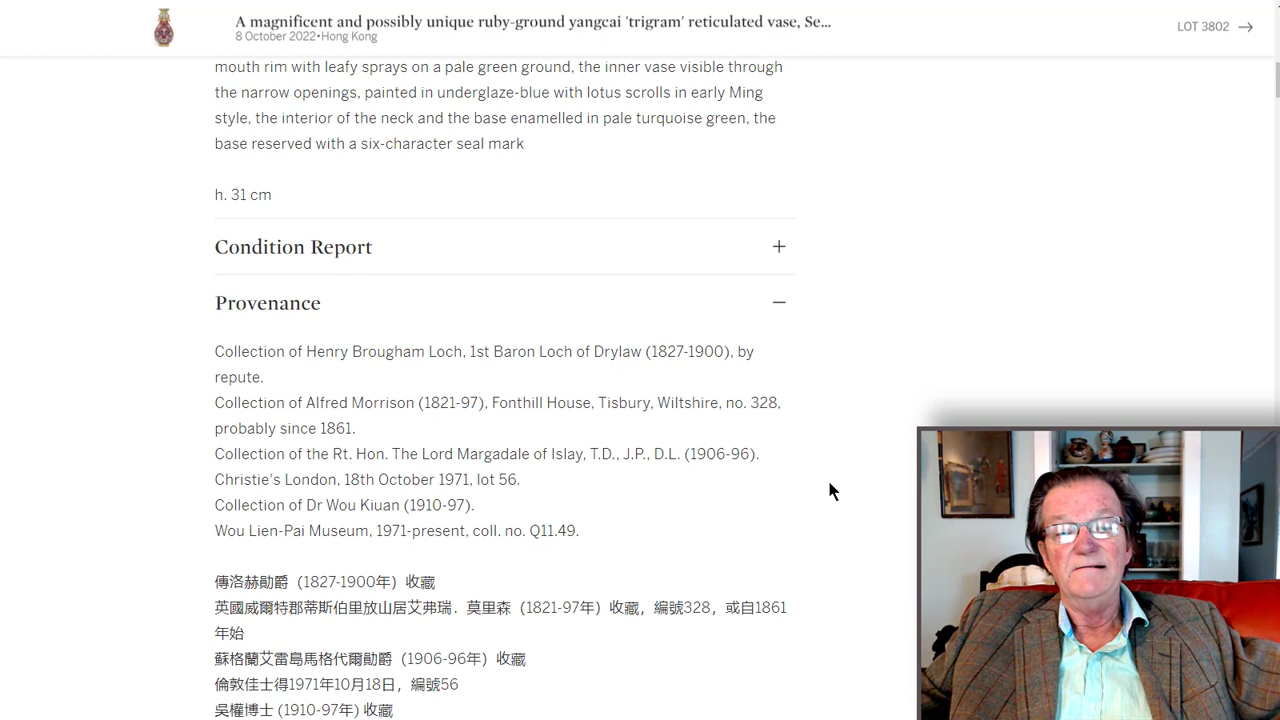 A magnificent and possibly unique ruby-ground yangcai 'trigram' reticulated vase, Se...
8 October 2022•Hong Kong
LOT 3802
mouth rim with leafy sprays on a pale green ground, the inner vase visible through
the narrow openings, painted in underglaze-blue with lotus scrolls in early Ming
style, the interior of the neck and the base enamelled in pale turquoise green, the
base reserved with a six-character seal mark
h. 31 cm
Condition Report
Provenance
Collection of Henry Brougham Loch, 1st Baron Loch of Drylaw (1827-1900), by
repute.
Collection of Alfred Morrison (1821-97), Fonthill House, Tisbury, Wiltshire, no. 328,
probably since 1861.
Collection of the Rt. Hon. The Lord Margadale of Islay, T.D., J.P., D.L. (1906-96).
Christie's London, 18th October 1971, lot 56.
Collection of Dr Wou Kiuan (1910-97).
Wou Lien-Pai Museum, 1971-present, coll. no. Q11.49.
傳洛赫勛爵（1827-1900年）收藏
英國威爾特郡蒂斯伯里放山居艾弗瑞．莫里森（1821-97年）收藏，編號328，或自1861
年始
蘇格蘭艾雷島馬格代爾勛爵（1906-96年）收藏
倫敦佳士得1971年10月18日，編號56
吳權博士 (1910-97年) 收藏